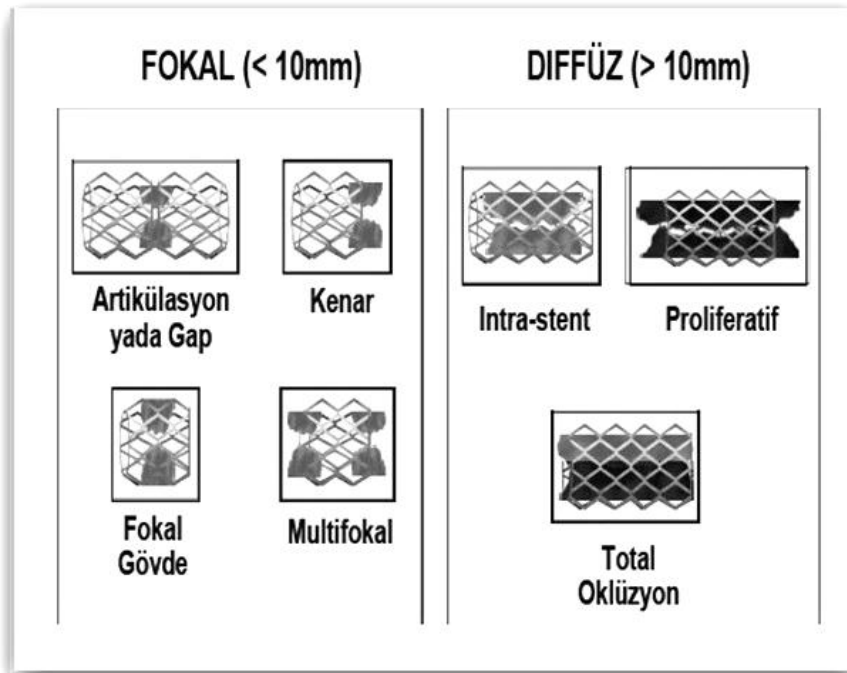 FOKAL (< 10mm)
DIFFÜZ (> 10mm)
Artikülasyon
yada Gap
Kenar
Intra-stent
Proliferatif
Fokal
Gövde
Multifokal
Total
Oklüzyon